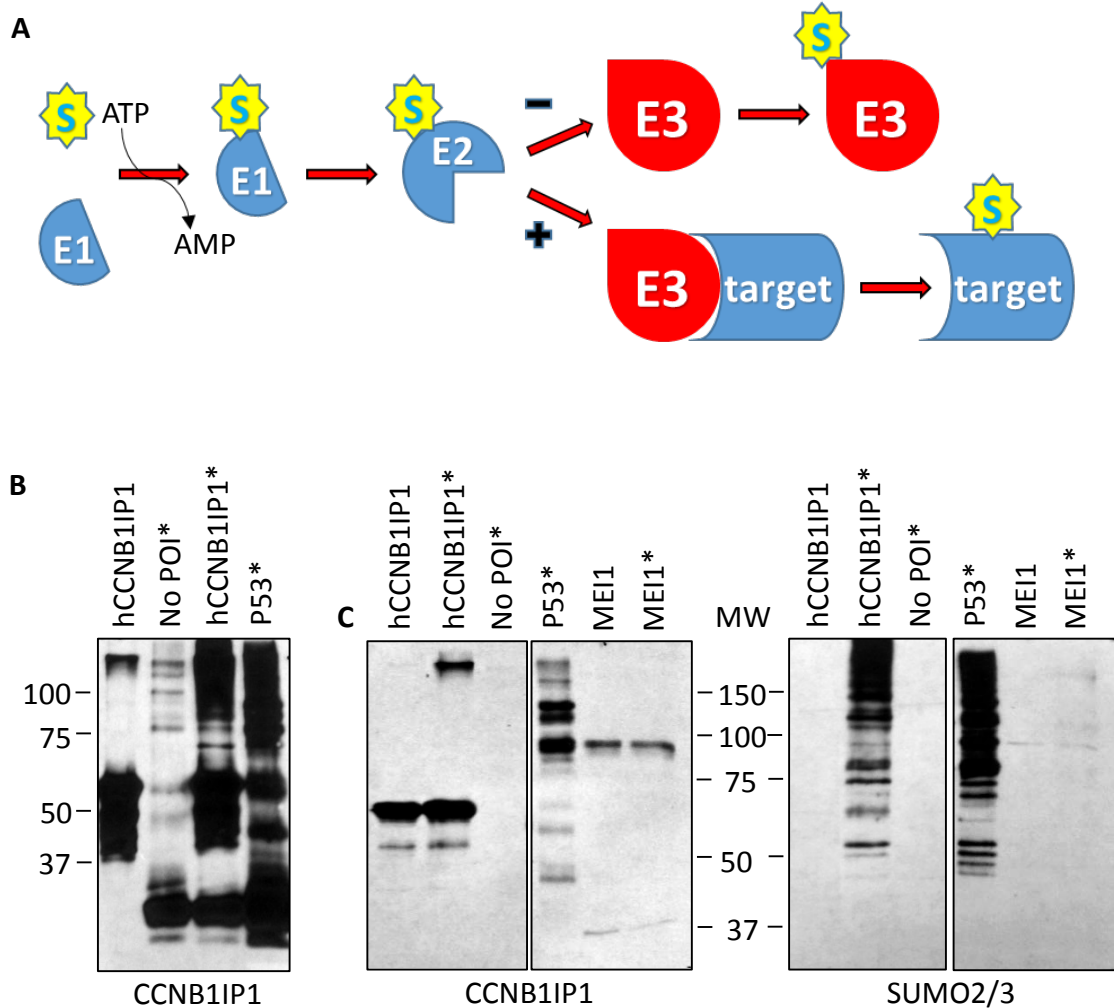 A
S
ATP
E1
AMP
S
E1
S
E2
−
+
E3
S
E3
E3
target
S
target
B
hCCNB1IP1
No POI*
hCCNB1IP1*
P53*
100
75
50
37
CCNB1IP1
C
hCCNB1IP1
hCCNB1IP1*
No POI*
P53*
MEI1
MEI1*
MW
150
100
75
50
37
CCNB1IP1
hCCNB1IP1
hCCNB1IP1*
No POI*
P53*
MEI1
MEI1*
SUMO2/3